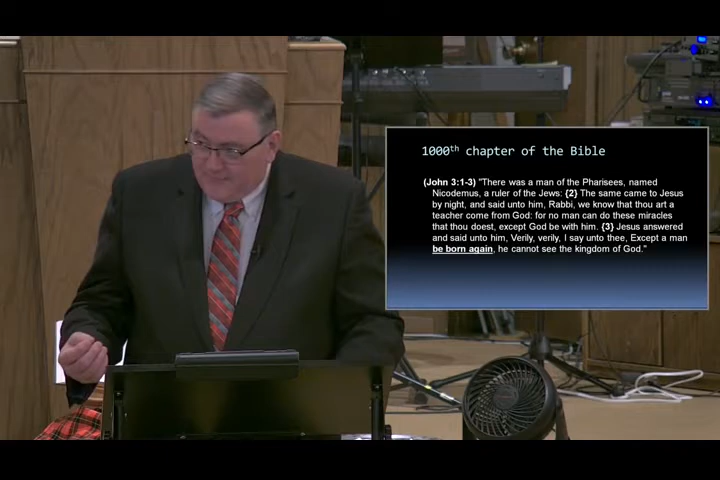 1000th chapter of the Bible
(John 3:1-3) "There was a man of the Pharisees, named
Nicodemus, a ruler of the Jews: {2} The same came to Jesus
by night, and said unto him, Rabbi, we know that thou art a
teacher come from God: for no man can do these miracles
that thou doest, except God be with him. {3} Jesus answered
and said unto him, Verily, verily, I say unto thee, Except a man
be born again, he cannot see the kingdom of God."